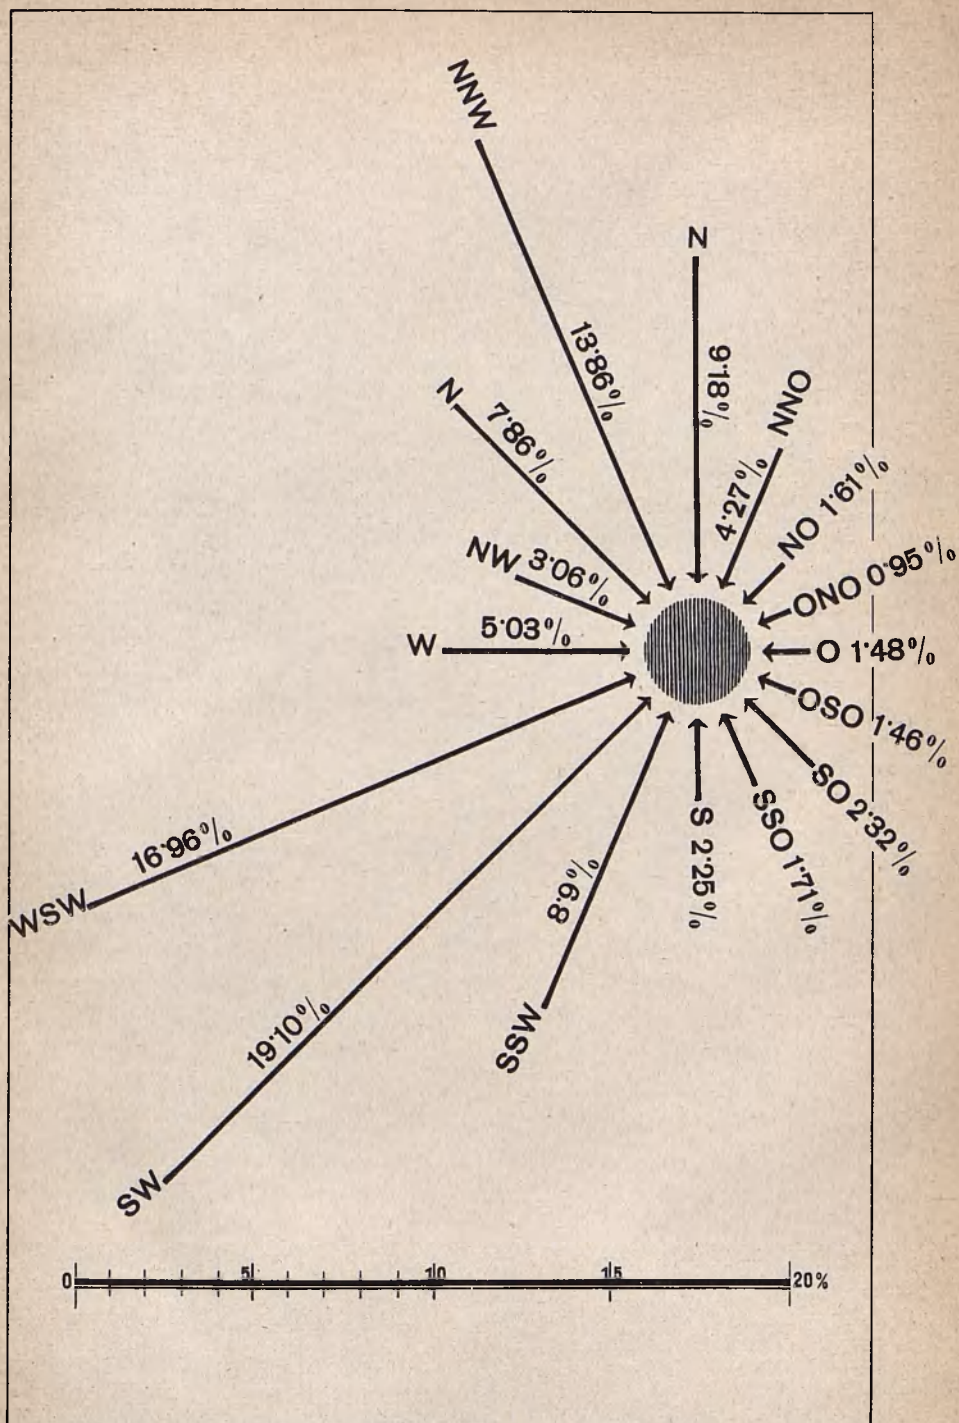 NNW
13·86%
N
9·18%
NNO
4·27%
N
7·86%
NO 1·61%
NW 3·06%
ONO 0·95%
W
5·03%
O 1·48%
OSO 1·46%
SO 2·32%
SSO 1·71%
S 2·25%
WSW
16·96%
8·9%
SSW
19·10%
SW
0 5 10 15 20%